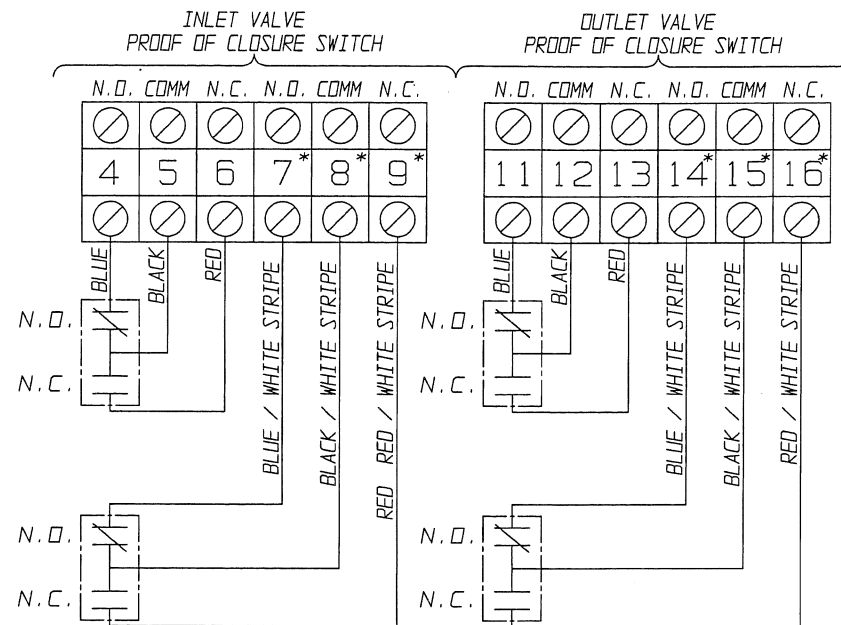 INLET VALVE
PROOF OF CLOSURE SWITCH
OUTLET VALVE
PROOF OF CLOSURE SWITCH
N.O. COMM N.C. N.O. COMM N.C.
N.O. COMM N.C. N.O. COMM N.C.
4 5 6 7* 8* 9*
11 12 13 14* 15* 16*
BLUE
BLACK
RED
BLUE / WHITE STRIPE
BLACK / WHITE STRIPE
RED RED / WHITE STRIPE
BLUE
BLACK
RED
BLUE / WHITE STRIPE
BLACK / WHITE STRIPE
RED / WHITE STRIPE
N.O.
N.C.
N.O.
N.C.
N.O.
N.C.
N.O.
N.C.